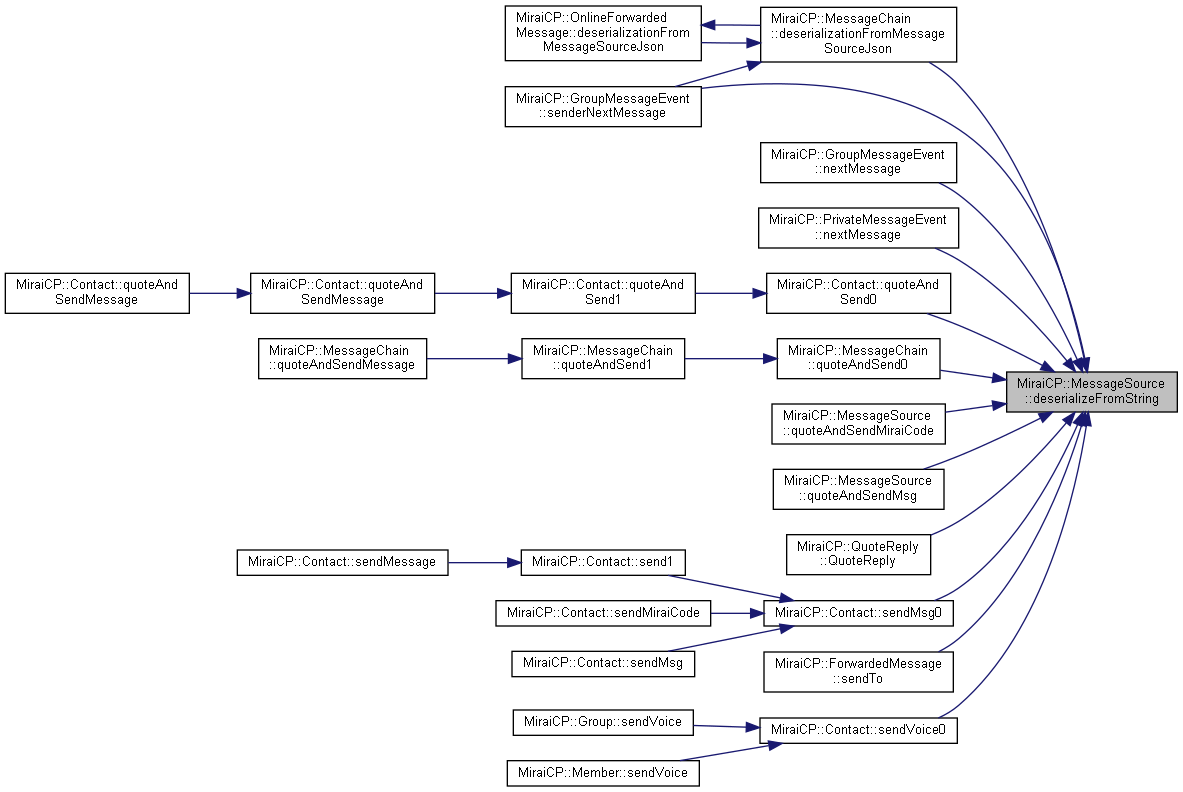 MiraiCP::OnlineForwarded
Message::deserializationFrom
MessageSourceJson
MiraiCP::MessageChain
::deserializationFromMessage
SourceJson
MiraiCP::GroupMessageEvent
::senderNextMessage
MiraiCP::GroupMessageEvent
::nextMessage
MiraiCP::PrivateMessageEvent
::nextMessage
MiraiCP::Contact::quoteAnd
SendMessage
MiraiCP::Contact::quoteAnd
SendMessage
MiraiCP::Contact::quoteAnd
Send1
MiraiCP::Contact::quoteAnd
Send0
MiraiCP::MessageChain
::quoteAndSendMessage
MiraiCP::MessageChain
::quoteAndSend1
MiraiCP::MessageChain
::quoteAndSend0
MiraiCP::MessageSource
::deserializeFromString
MiraiCP::MessageSource
::quoteAndSendMiraiCode
MiraiCP::MessageSource
::quoteAndSendMsg
MiraiCP::QuoteReply
::QuoteReply
MiraiCP::Contact::sendMessage
MiraiCP::Contact::send1
MiraiCP::Contact::sendMiraiCode
MiraiCP::Contact::sendMsg0
MiraiCP::Contact::sendMsg
MiraiCP::ForwardedMessage
::sendTo
MiraiCP::Group::sendVoice
MiraiCP::Contact::sendVoice0
MiraiCP::Member::sendVoice